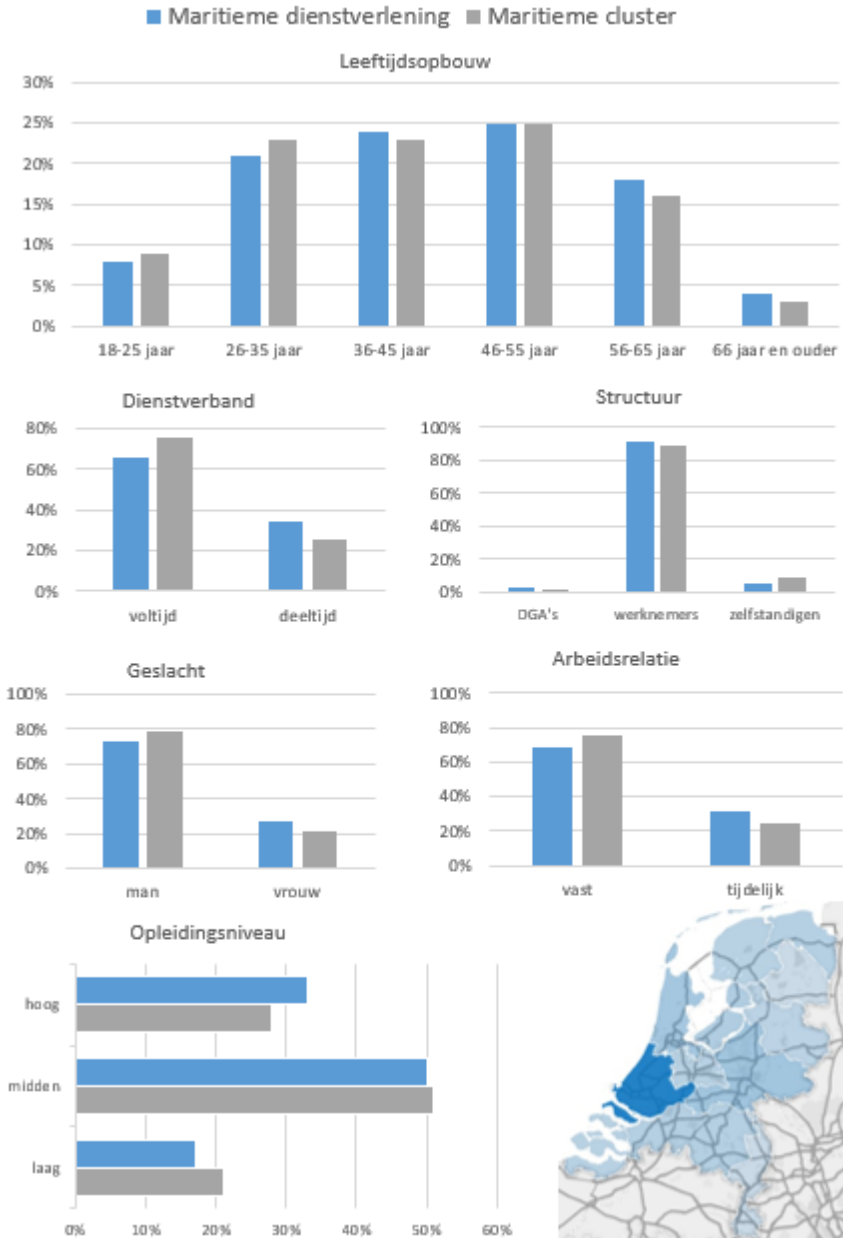 Maritieme dienstverlening Maritieme cluster
Leeftijdsopbouw
30%
25%
20%
15%
10%
5%
0%
18-25 jaar 26-35 jaar 36-45 jaar 46-55 jaar 56-65 jaar 66 jaar en ouder
Dienstverband
80%
60%
40%
20%
0%
voltijd deeltijd
Structuur
100%
80%
60%
40%
20%
0%
DGA's werknemers zelfstandigen
Geslacht
100%
80%
60%
40%
20%
0%
man vrouw
Arbeidsrelatie
100%
80%
60%
40%
20%
0%
vast tijdelijk
Opleidingsniveau
hoog
midden
laag
0% 10% 20% 30% 40% 50% 60%